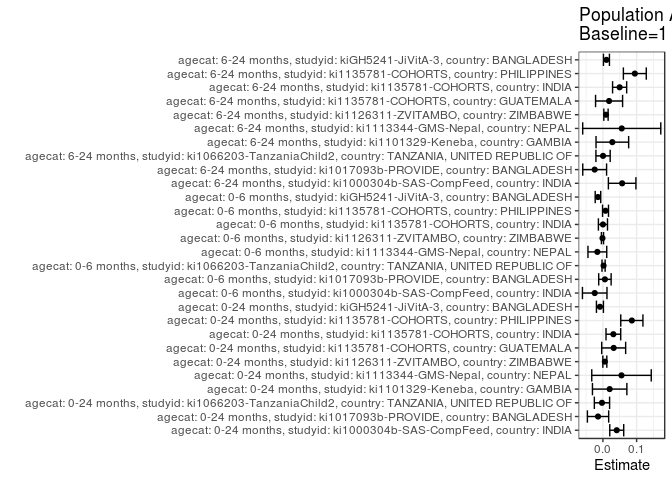 Population A
Baseline=1
agecat: 6-24 months, studyid: kiGH5241-JiVitA-3, country: BANGLADESH
agecat: 6-24 months, studyid: ki1135781-COHORTS, country: PHILIPPINES
agecat: 6-24 months, studyid: ki1135781-COHORTS, country: INDIA
agecat: 6-24 months, studyid: ki1135781-COHORTS, country: GUATEMALA
agecat: 6-24 months, studyid: ki1126311-ZVITAMBO, country: ZIMBABWE
agecat: 6-24 months, studyid: ki1113344-GMS-Nepal, country: NEPAL
agecat: 6-24 months, studyid: ki1101329-Keneba, country: GAMBIA
agecat: 6-24 months, studyid: ki1066203-TanzaniaChild2, country: TANZANIA, UNITED REPUBLIC OF
agecat: 6-24 months, studyid: ki1017093b-PROVIDE, country: BANGLADESH
agecat: 6-24 months, studyid: ki1000304b-SAS-CompFeed, country: INDIA
agecat: 0-6 months, studyid: kiGH5241-JiVitA-3, country: BANGLADESH
agecat: 0-6 months, studyid: ki1135781-COHORTS, country: PHILIPPINES
agecat: 0-6 months, studyid: ki1135781-COHORTS, country: INDIA
agecat: 0-6 months, studyid: ki1126311-ZVITAMBO, country: ZIMBABWE
agecat: 0-6 months, studyid: ki1113344-GMS-Nepal, country: NEPAL
agecat: 0-6 months, studyid: ki1066203-TanzaniaChild2, country: TANZANIA, UNITED REPUBLIC OF
agecat: 0-6 months, studyid: ki1017093b-PROVIDE, country: BANGLADESH
agecat: 0-6 months, studyid: ki1000304b-SAS-CompFeed, country: INDIA
agecat: 0-24 months, studyid: kiGH5241-JiVitA-3, country: BANGLADESH
agecat: 0-24 months, studyid: ki1135781-COHORTS, country: PHILIPPINES
agecat: 0-24 months, studyid: ki1135781-COHORTS, country: INDIA
agecat: 0-24 months, studyid: ki1135781-COHORTS, country: GUATEMALA
agecat: 0-24 months, studyid: ki1126311-ZVITAMBO, country: ZIMBABWE
agecat: 0-24 months, studyid: ki1113344-GMS-Nepal, country: NEPAL
agecat: 0-24 months, studyid: ki1101329-Keneba, country: GAMBIA
agecat: 0-24 months, studyid: ki1066203-TanzaniaChild2, country: TANZANIA, UNITED REPUBLIC OF
agecat: 0-24 months, studyid: ki1017093b-PROVIDE, country: BANGLADESH
agecat: 0-24 months, studyid: ki1000304b-SAS-CompFeed, country: INDIA
0.0 0.1
Estimate